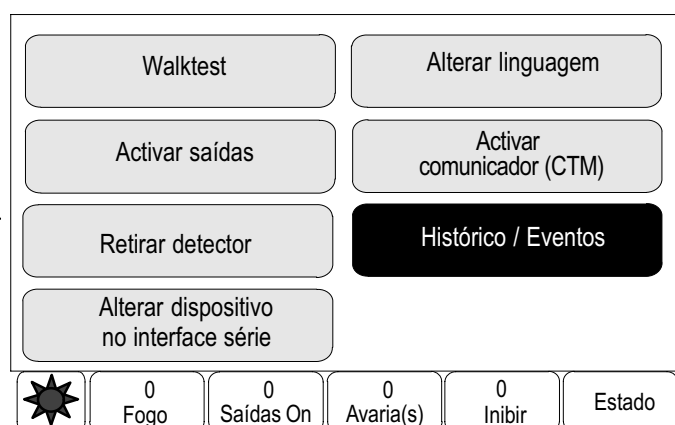 Walktest
Alterar linguagem
Activar saídas
Activar
comunicador (CTM)
Retirar detector
Histórico / Eventos
Alterar dispositivo
no interface série
0
Fogo
0
Saídas On
0
Avaria(s)
0
Inibir
Estado